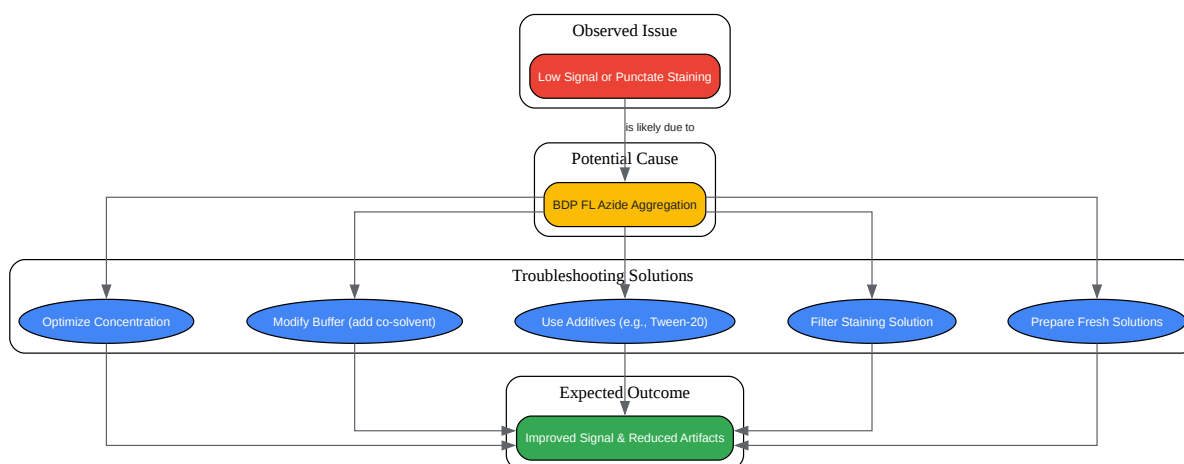 Observed Issue
Low Signal or Punctate Staining
is likely due to
Potential Cause
BDP FL Azide Aggregation
Troubleshooting Solutions
Optimize Concentration
Modify Buffer (add co-solvent)
Use Additives (e.g., Tween-20)
Filter Staining Solution
Prepare Fresh Solutions
Expected Outcome
Improved Signal & Reduced Artifacts